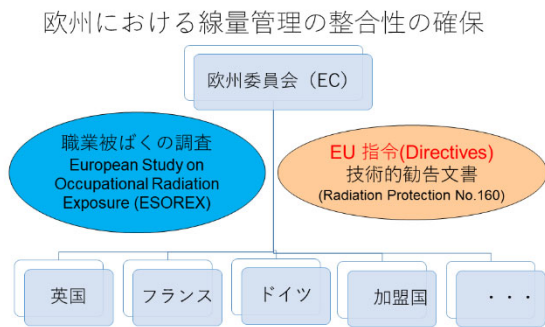 欧州における線量管理の整合性の確保
欧州委員会（EC）
職業被ばくの調査
European Study on
Occupational Radiation
Exposure (ESOREX)
EU 指令(Directives)
技術的勧告文書
(Radiation Protection No.160)
英国
フランス
ドイツ
加盟国
・・・